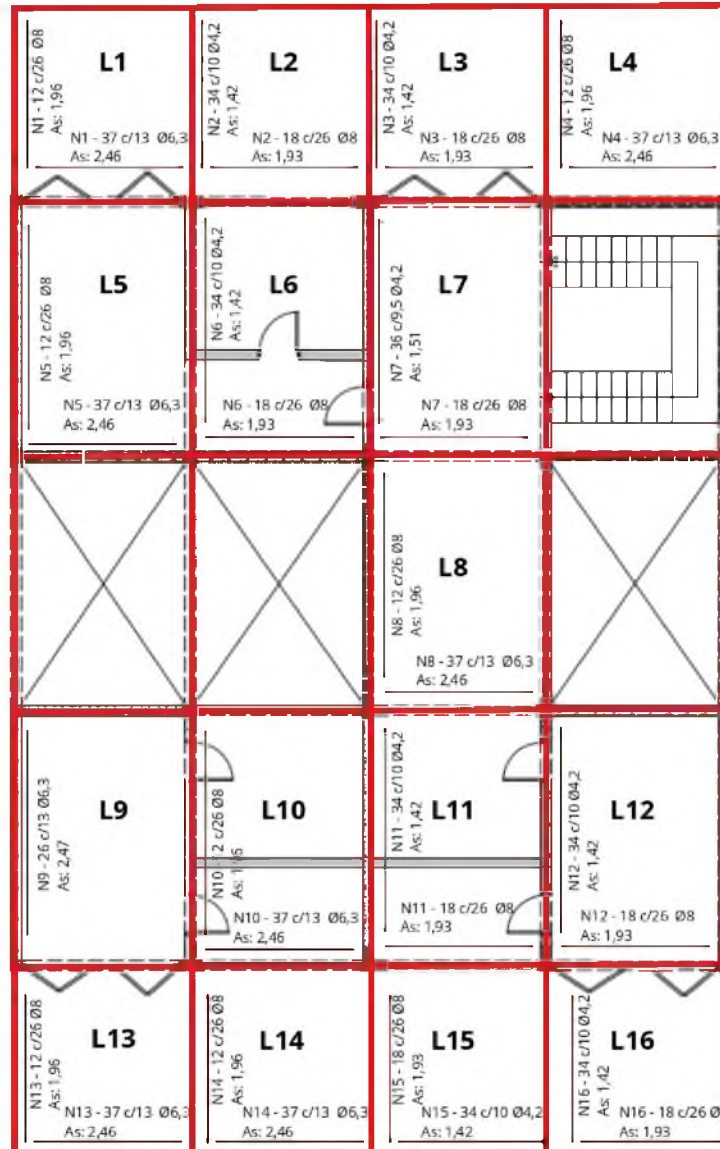 L1
N1 - 12 c/26 Ø8
As: 1,96
N1 - 37 c/13 Ø6,3
As: 2,46
L2
N2 - 34 c/10 Ø4,2
As: 1,42
N2 - 18 c/26 Ø8
As: 1,93
L3
N3 - 34 c/10 Ø4,2
As: 1,42
N3 - 18 c/26 Ø8
As: 1,93
L4
N4 - 12 c/26 Ø8
As: 1,96
N4 - 37 c/13 Ø6,3
As: 2,46
L5
N5 - 12 c/26 Ø8
As: 1,96
N5 - 37 c/13 Ø6,3
As: 2,46
L6
N6 - 34 c/10 Ø4,2
As: 1,42
N6 - 18 c/26 Ø8
As: 1,93
L7
N7 - 36 c/9,5 Ø4,2
As: 1,51
N7 - 18 c/26 Ø8
As: 1,93
L8
N8 - 12 c/26 Ø8
As: 1,96
N8 - 37 c/13 Ø6,3
As: 2,46
L9
N9 - 26 c/13 Ø6,3
As: 2,47
L10
N10 - 12 c/26 Ø8
As:
N10 - 37 c/13 Ø6,3
As: 2,46
L11
N11 - 34 c/10 Ø4,2
As: 1,42
N11 - 18 c/26 Ø8
As: 1,93
L12
N12 - 34 c/10 Ø4,2
As: 1,42
N12 - 18 c/26 Ø8
As: 1,93
L13
N13 - 12 c/26 Ø8
As: 1,96
N13 - 37 c/13 Ø6,3
As: 2,46
L14
N14 - 12 c/26 Ø8
As: 1,96
N14 - 37 c/13 Ø6,3
As: 2,46
L15
N15 - 18 c/26 Ø8
As: 1,93
N15 - 34 c/10 Ø4,2
As: 1,42
L16
N16 - 34 c/10 Ø4,2
As: 1,42
N16 - 18 c/26 Ø
As: 1,93